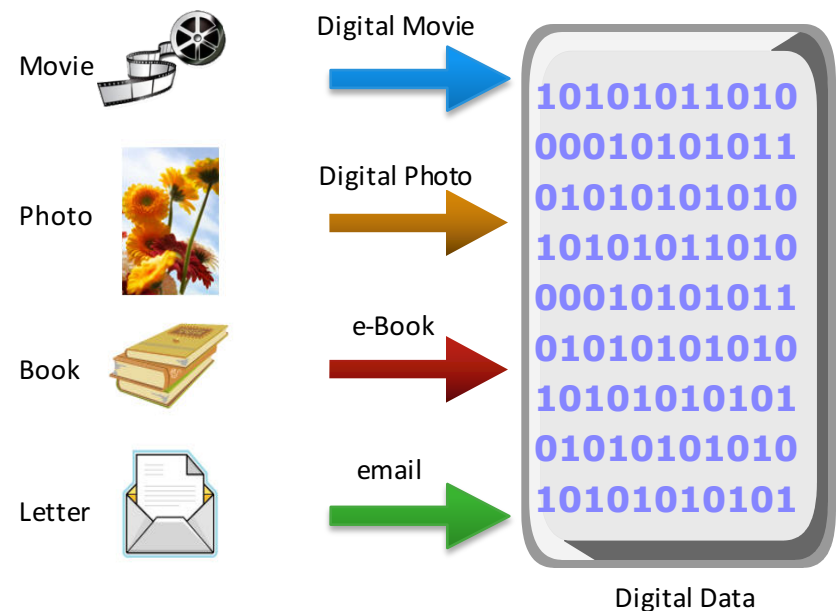 Movie
Digital Movie
Photo
Digital Photo
Book
e-Book
Letter
email
10101011010
00010101011
01010101010
10101011010
00010101011
01010101010
10101010101
01010101010
10101010101
Digital Data